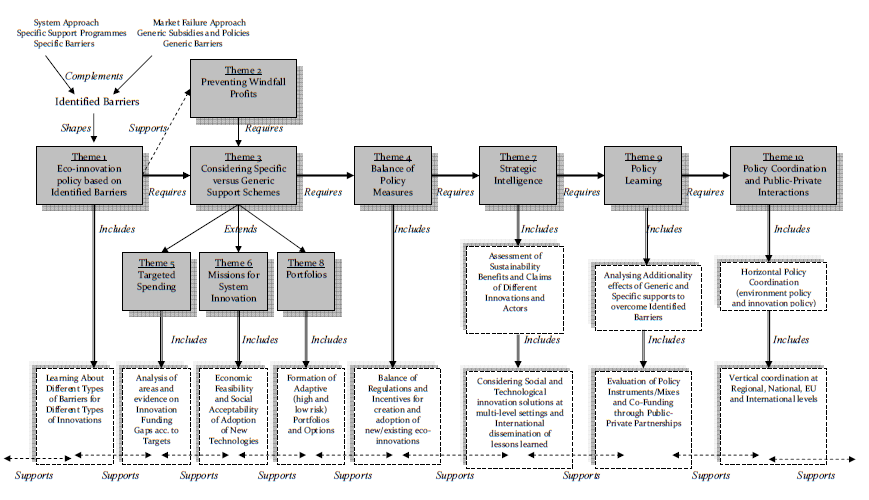 System Approach
Specific Support Programmes
Specific Barriers
Market Failure Approach
Generic Subsidies and Policies
Generic Barriers
Complements
Identified Barriers
Shapes
Supports
Theme 2
Preventing Windfall
Profits
Requires
Theme 1
Eco-innovation
policy based on
Identified Barriers
Requires
Theme 3
Considering Specific
versus Generic
Support Schemes
Requires
Theme 4
Balance of
Policy
Measures
Requires
Theme 7
Strategic
Intelligence
Requires
Theme 9
Policy
Learning
Requires
Theme 10
Policy Coordination
and Public-Private
Interactions
Includes
Extends
Includes
Includes
Includes
Includes
Theme 5
Targeted
Spending
Theme 6
Missions for
System
Innovation
Theme 8
Portfolios
Assessment of
Sustainability
Benefits and Claims
of Different
Innovations and
Actors
Analysing Additionality
effects of Generic and
Specific supports to
overcome Identified
Barriers
Horizontal Policy
Coordination
(environment policy
and innovation policy)
Includes
Includes
Includes
Includes
Includes
Includes
Learning About
Different Types
of Barriers for
Different Types
of Innovations
Analysis of
areas and
evidence on
Innovation
Funding
Gaps acc. to
Targets
Economic
Feasibility
and Social
Acceptability
of Adoption
of New
Technologies
Formation of
Adaptive
(high and
low risk)
Portfolios
and Options
Balance of
Regulations and
Incentives for
creation and
adoption of
new/existing eco-
innovations
Considering Social and
Technological
innovation solutions at
multi-level settings and
International
dissemination of
lessons learned
Evaluation of Policy
Instruments/Mixes
and Co-Funding
through Public-
Private Partnerships
Vertical coordination at
Regional, National, EU
and International levels
Supports
Supports
Supports
Supports
Supports
Supports
Supports
Supports
Supports